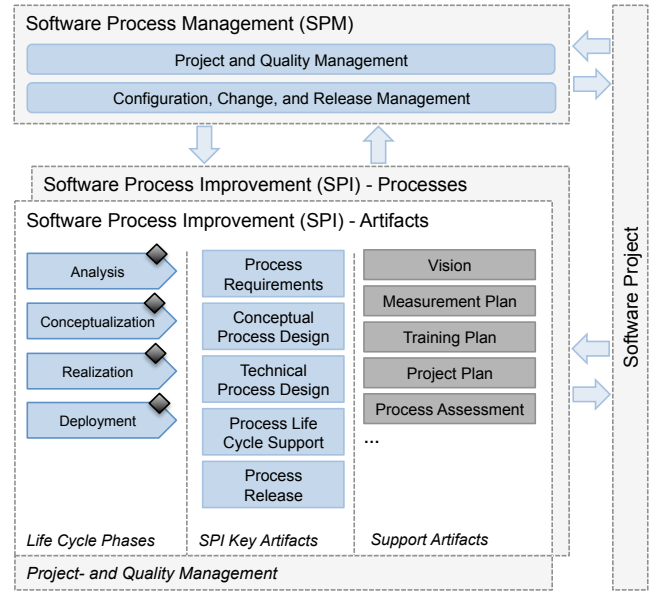 Software Process Management (SPM)
Project and Quality Management
Configuration, Change, and Release Management
Software Process Improvement (SPI) - Processes
Software Process Improvement (SPI) - Artifacts
Analysis
Conceptualization
Realization
Deployment
Life Cycle Phases
Process
Requirements
Conceptual
Process Design
Technical
Process Design
Process Life
Cycle Support
Process
Release
SPI Key Artifacts
Vision
Measurement Plan
Training Plan
Project Plan
Process Assessment
...
Support Artifacts
Project- and Quality Management
Software Project